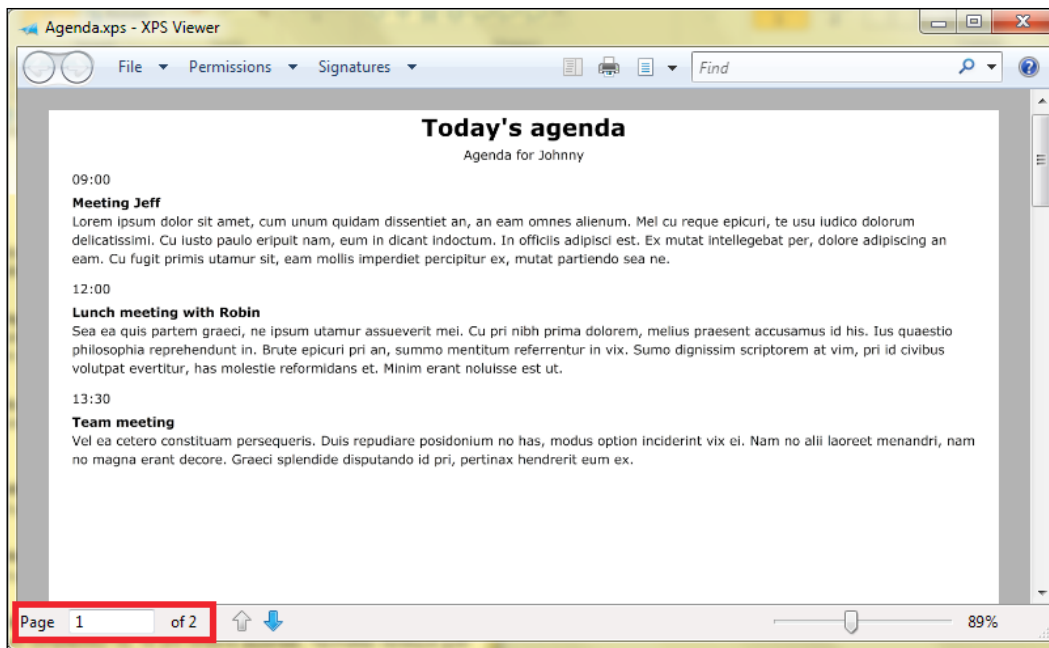 Agenda.xps - XPS Viewer
File Permissions Signatures Find
Today's agenda
Agenda for Johnny
09:00
Meeting Jeff
Lorem ipsum dolor sit amet, cum unum quidam dissentiet an, an eam omnes alienum. Mel cu reque epicuri, te usu iudico dolorum
delicatissimi. Cu iusto paulo eripuit nam, eum in dicant indoctum. In officiis adipisci est. Ex mutat intellegebat per, dolore adipiscing an
eam. Cu fugit primis utamur sit, eam mollis imperdiet percipitur ex, mutat partiendo sea ne.
12:00
Lunch meeting with Robin
Sea ea quis partem graeci, ne ipsum utamur assueverit mei. Cu pri nibh prima dolorem, melius praesent accusamus id his. Ius quaestio
philosophia reprehendunt in. Brute epicuri pri an, summo mentitum referrentur in vix. Sumo dignissim scriptorem at vim, pri id civibus
volutpat evertitur, has molestie reformidans et. Minim erant noluisse est ut.
13:30
Team meeting
Vel ea cetero constituam persequeris. Duis repudiare posidonium no has, modus option inciderint vix ei. Nam no alii laoreet menandri, nam
no magna erant decore. Graeci splendide disputando id pri, pertinax hendrerit eum ex.
Page 1 of 2 89%